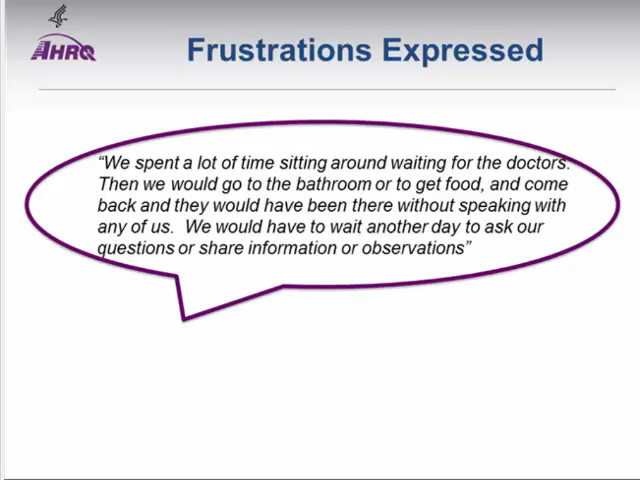 AHRQ
Frustrations Expressed
“We spent a lot of time sitting around waiting for the doctors.
Then we would go to the bathroom or to get food, and come
back and they would have been there without speaking with
any of us.  We would have to wait another day to ask our
questions or share information or observations”